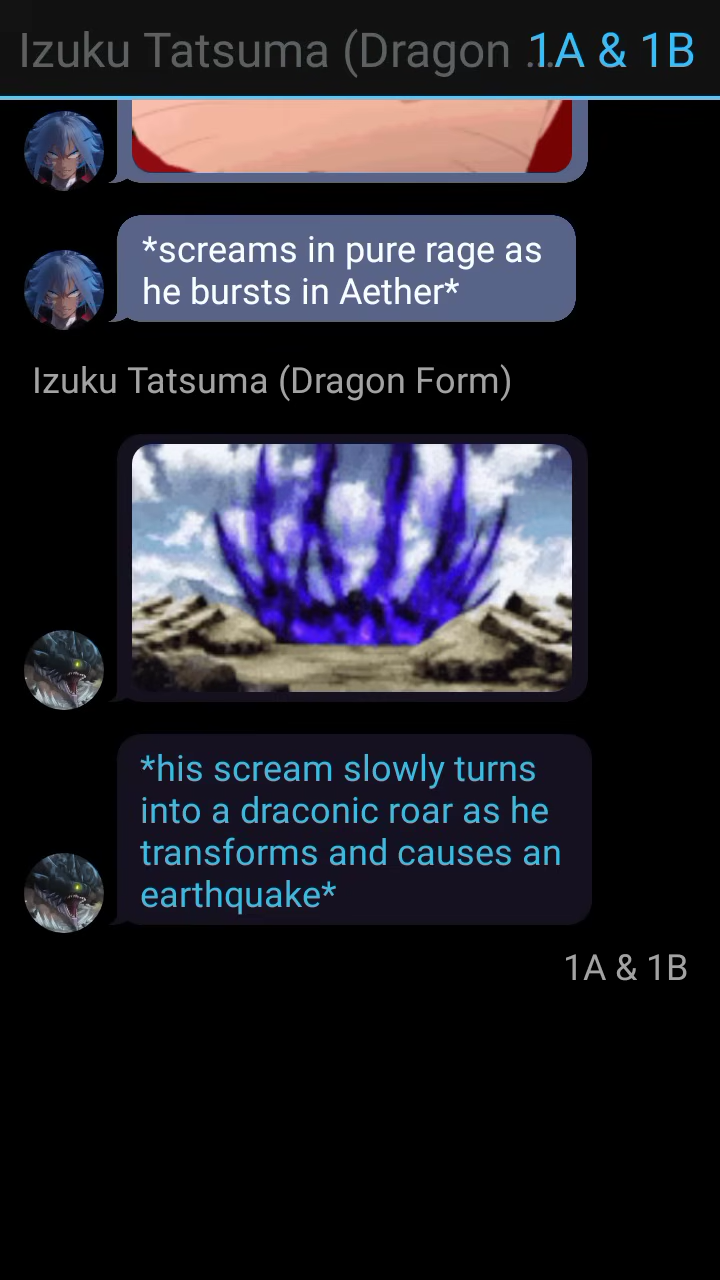 Izuku Tatsuma (Dragon ...
1A & 1B
*screams in pure rage as
he bursts in Aether*
Izuku Tatsuma (Dragon Form)
*his scream slowly turns
into a draconic roar as he
transforms and causes an
earthquake*
1A & 1B